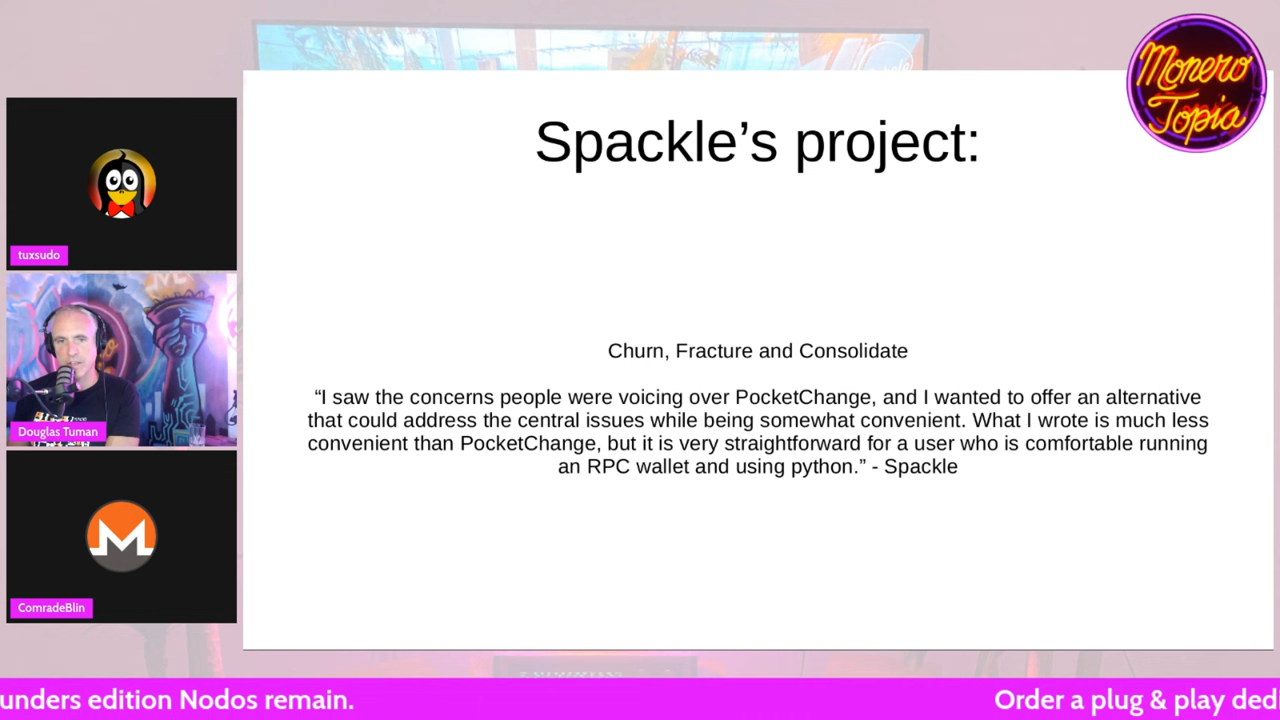 Monero
Topia
Spackle’s project:
tuxsudo
Churn, Fracture and Consolidate
“I saw the concerns people were voicing over PocketChange, and I wanted to offer an alternative
that could address the central issues while being somewhat convenient. What I wrote is much less
convenient than PocketChange, but it is very straightforward for a user who is comfortable running
an RPC wallet and using python.” - Spackle
Douglas Tuman
ComradeBlin
unders edition Nodos remain.
Order a plug & play dedi